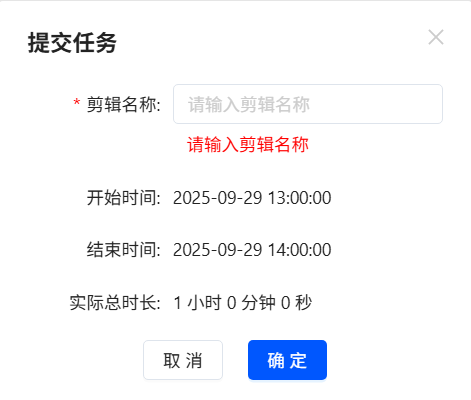 提交任务
* 剪辑名称: 请输入剪辑名称
请输入剪辑名称
开始时间: 2025-09-29 13:00:00
结束时间: 2025-09-29 14:00:00
实际总时长: 1 小时 0 分钟 0 秒
取 消 确 定